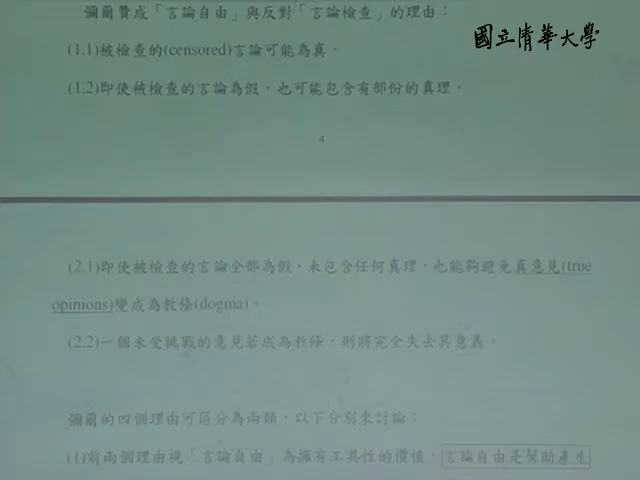 彌爾贊成「言論自由」與反對「言論檢查」的理由：
國立清華大學
(1.1)被檢查的(censored)言論可能為真。
(1.2)即使被檢查的言論為假，也可能包含有部份的真理。
4
(2.1)即使被檢查的言論全部為假、未包含任何真理，也能夠避免真意見(true
opinions)變成為教條(dogma)。
(2.2)一個未受挑戰的意見若成為教條，則將完全失去其意義。
彌爾的四個理由可區分為兩類，以下分別來討論：
(1)前兩個理由視「言論自由」為擁有工具性的價值，言論自由是幫助產生